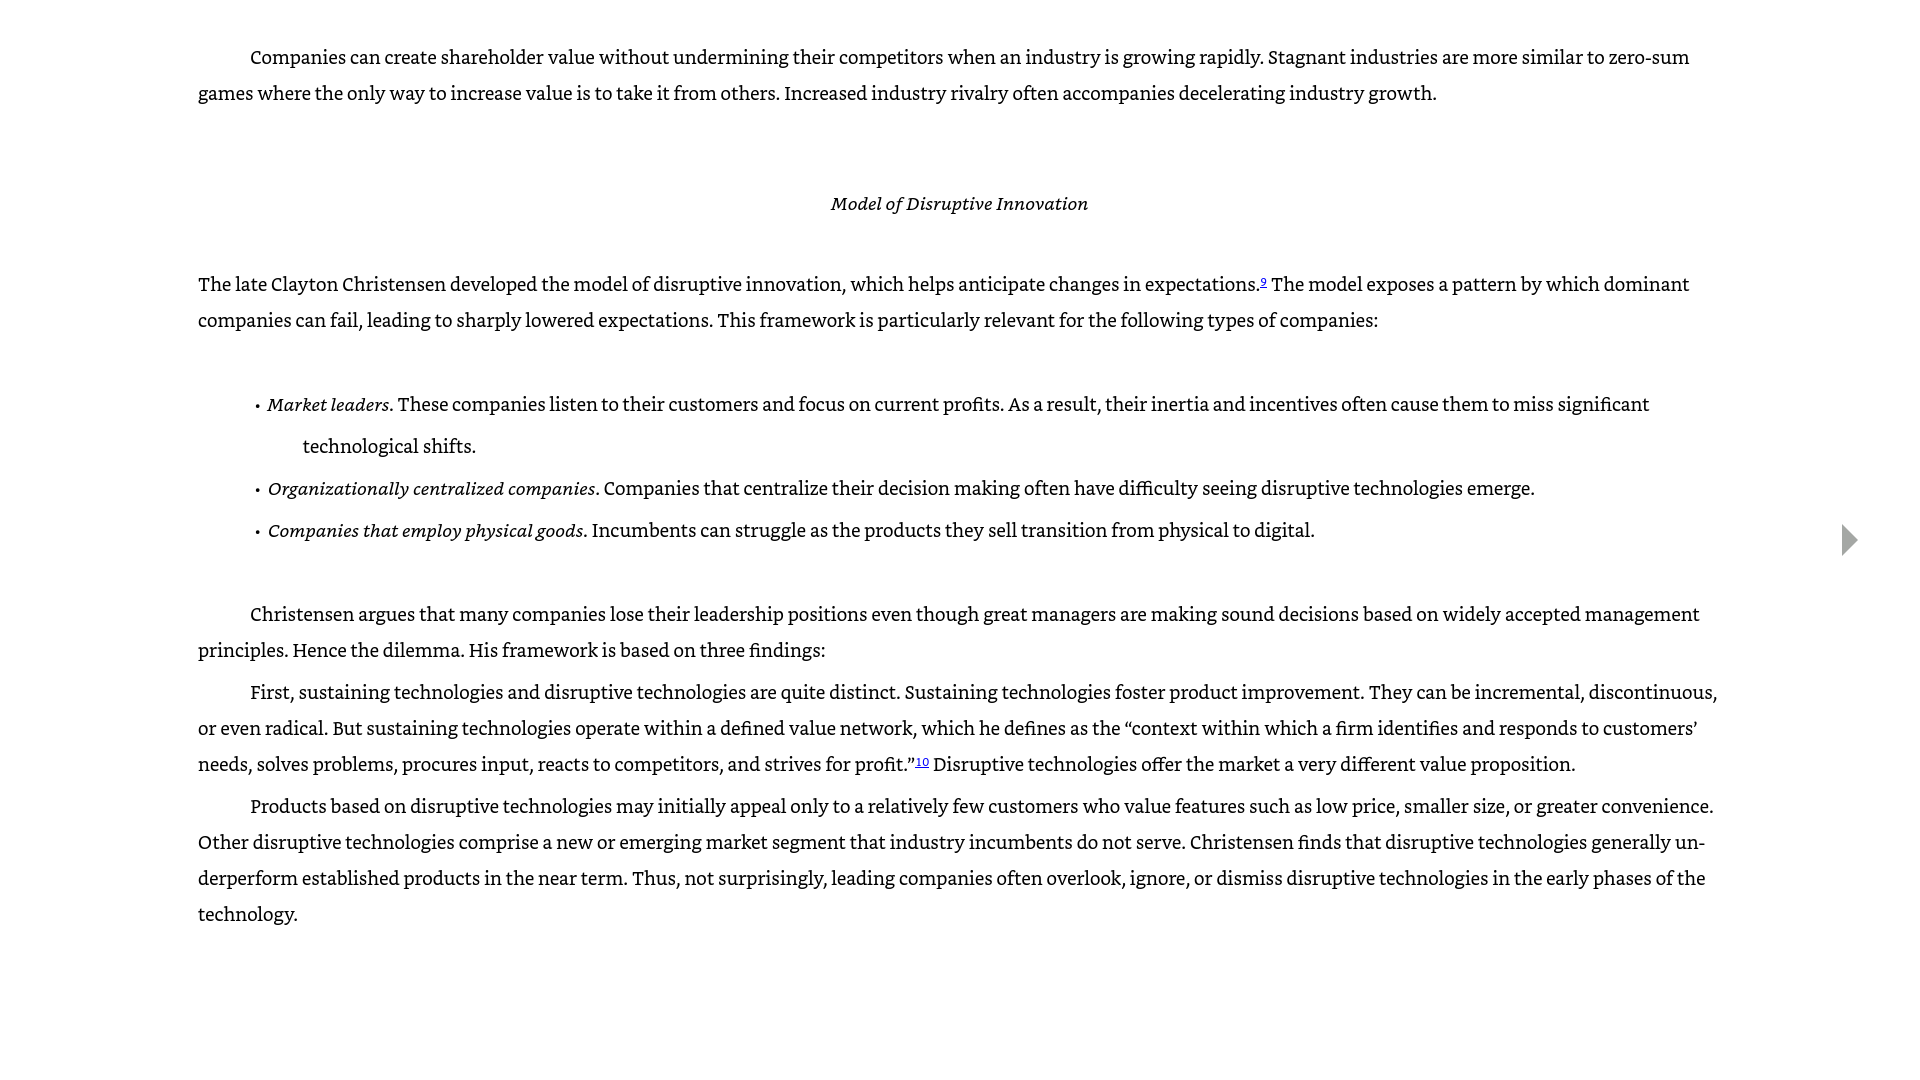 Companies can create shareholder value without undermining their competitors when an industry is growing rapidly. Stagnant industries are more similar to zero-sum
games where the only way to increase value is to take it from others. Increased industry rivalry often accompanies decelerating industry growth.
Model of Disruptive Innovation
The late Clayton Christensen developed the model of disruptive innovation, which helps anticipate changes in expectations.9 The model exposes a pattern by which dominant
companies can fail, leading to sharply lowered expectations. This framework is particularly relevant for the following types of companies:
• Market leaders. These companies listen to their customers and focus on current profits. As a result, their inertia and incentives often cause them to miss significant
technological shifts.
• Organizationally centralized companies. Companies that centralize their decision making often have difficulty seeing disruptive technologies emerge.
• Companies that employ physical goods. Incumbents can struggle as the products they sell transition from physical to digital.
Christensen argues that many companies lose their leadership positions even though great managers are making sound decisions based on widely accepted management
principles. Hence the dilemma. His framework is based on three findings:
First, sustaining technologies and disruptive technologies are quite distinct. Sustaining technologies foster product improvement. They can be incremental, discontinuous,
or even radical. But sustaining technologies operate within a defined value network, which he defines as the “context within which a firm identifies and responds to customers’
needs, solves problems, procures input, reacts to competitors, and strives for profit.”10 Disruptive technologies offer the market a very different value proposition.
Products based on disruptive technologies may initially appeal only to a relatively few customers who value features such as low price, smaller size, or greater convenience.
Other disruptive technologies comprise a new or emerging market segment that industry incumbents do not serve. Christensen finds that disruptive technologies generally un-
derperform established products in the near term. Thus, not surprisingly, leading companies often overlook, ignore, or dismiss disruptive technologies in the early phases of the
technology.